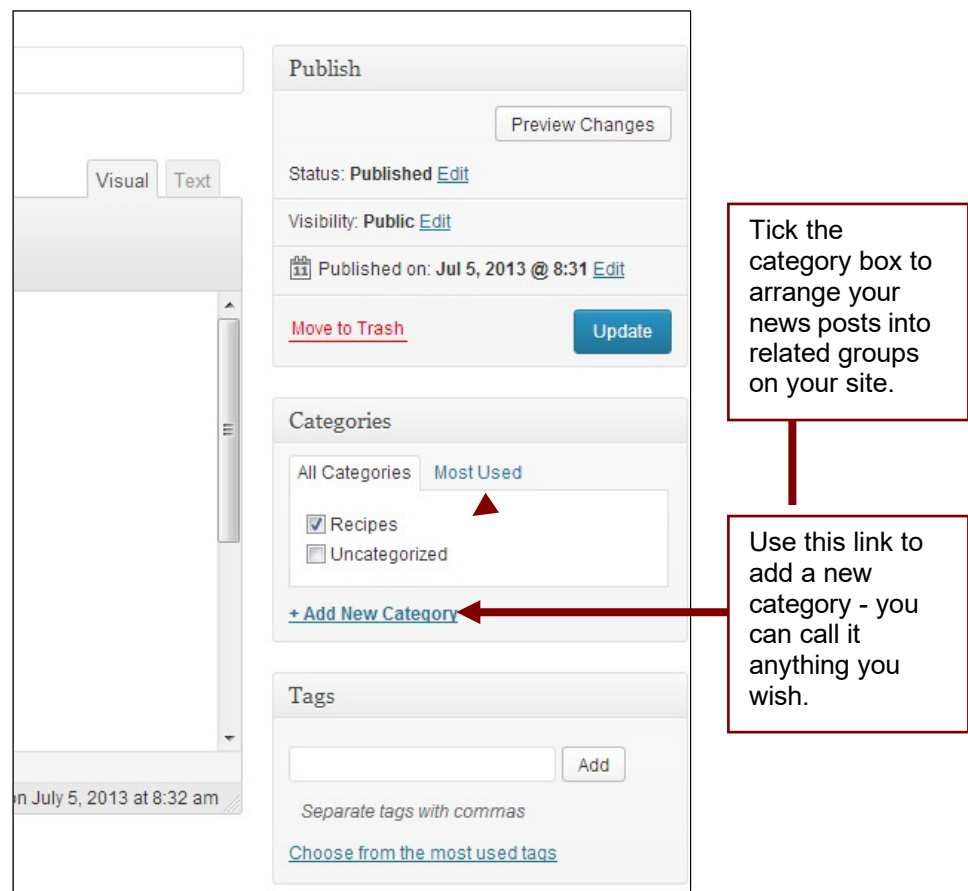 Publish
Preview Changes
Visual Text
Status: Published Edit
Visibility: Public Edit
11 Published on: Jul 5, 2013 @ 8:31 Edit
Move to Trash
Update
Categories
All Categories Most Used
Recipes
Uncategorized
+ Add New Category
Tags
Add
Separate tags with commas
Choose from the most used tags
on July 5, 2013 at 8:32 am
Tick the
category box to
arrange your
news posts into
related groups
on your site.
Use this link to
add a new
category - you
can call it
anything you
wish.